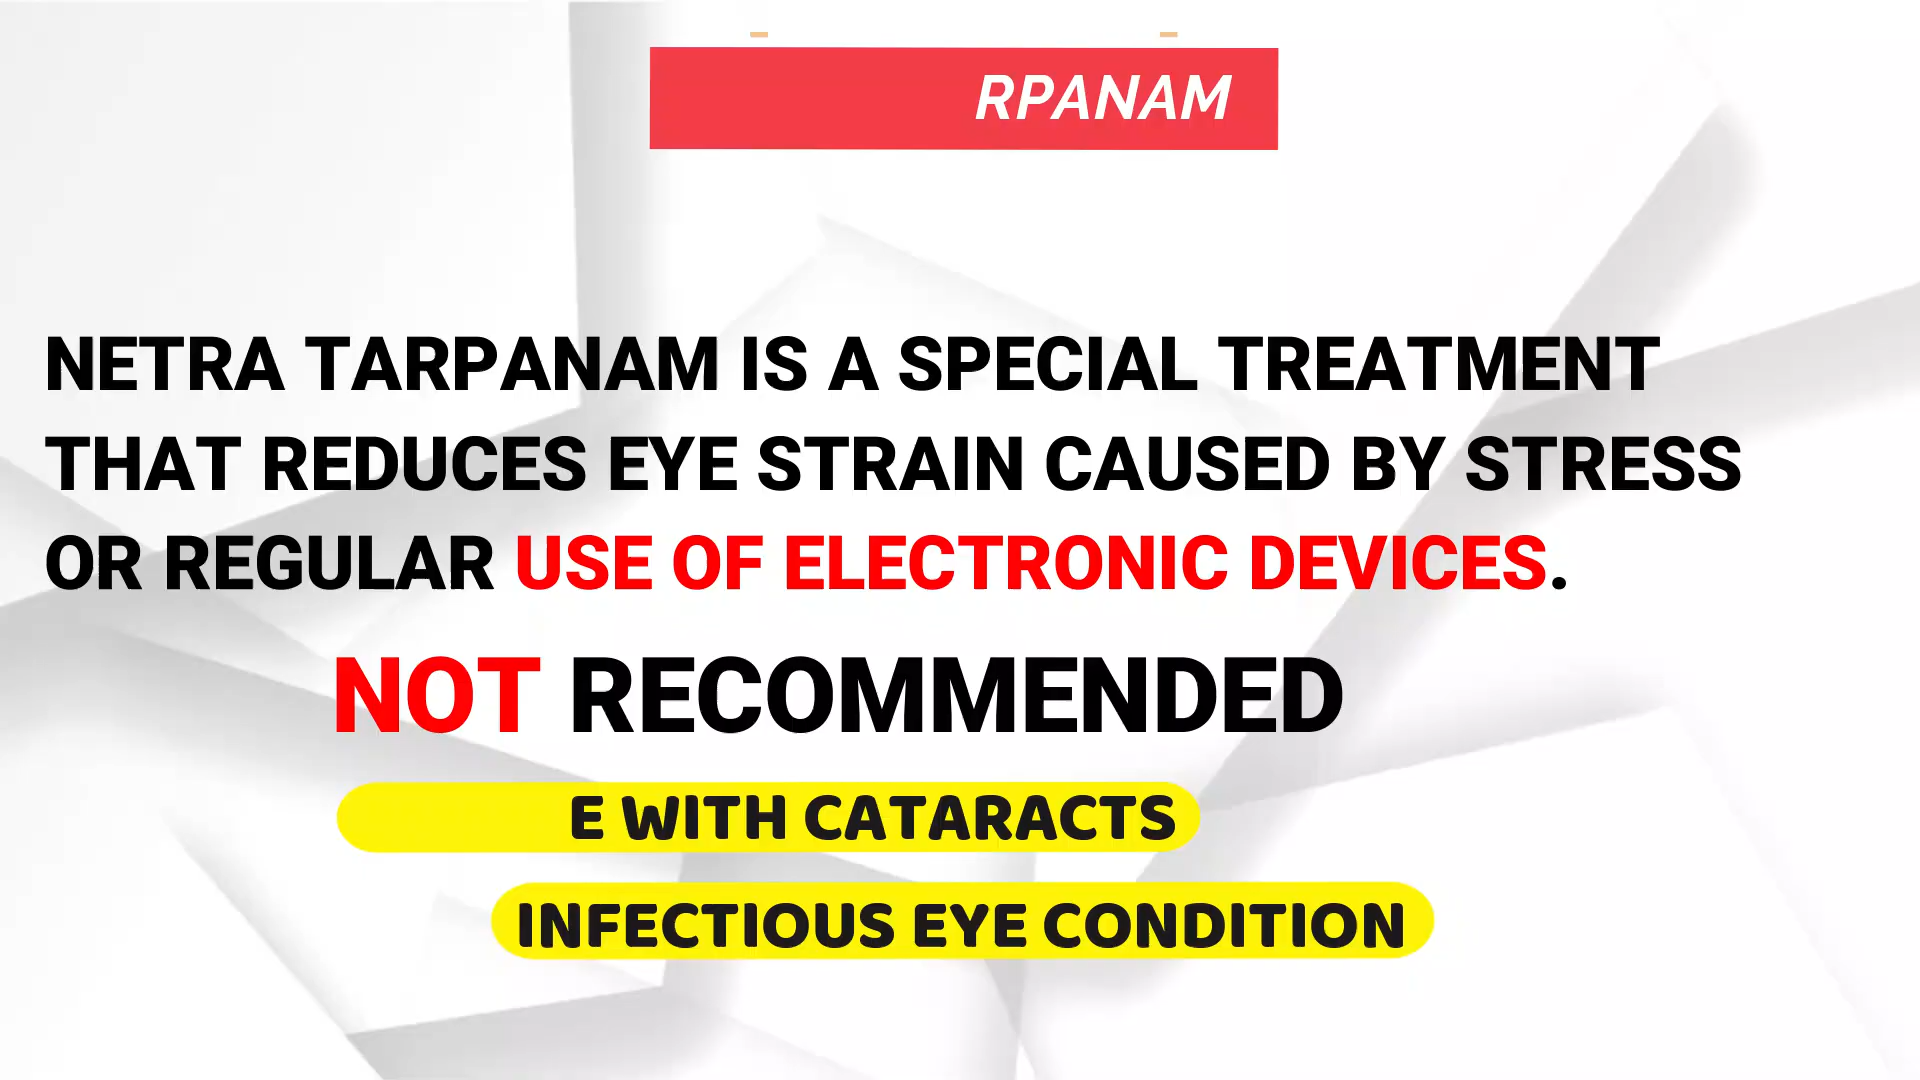 RPANAM
NETRA TARPANAM IS A SPECIAL TREATMENT
THAT REDUCES EYE STRAIN CAUSED BY STRESS
OR REGULAR USE OF ELECTRONIC DEVICES.
NOT RECOMMENDED
E WITH CATARACTS
INFECTIOUS EYE CONDITION